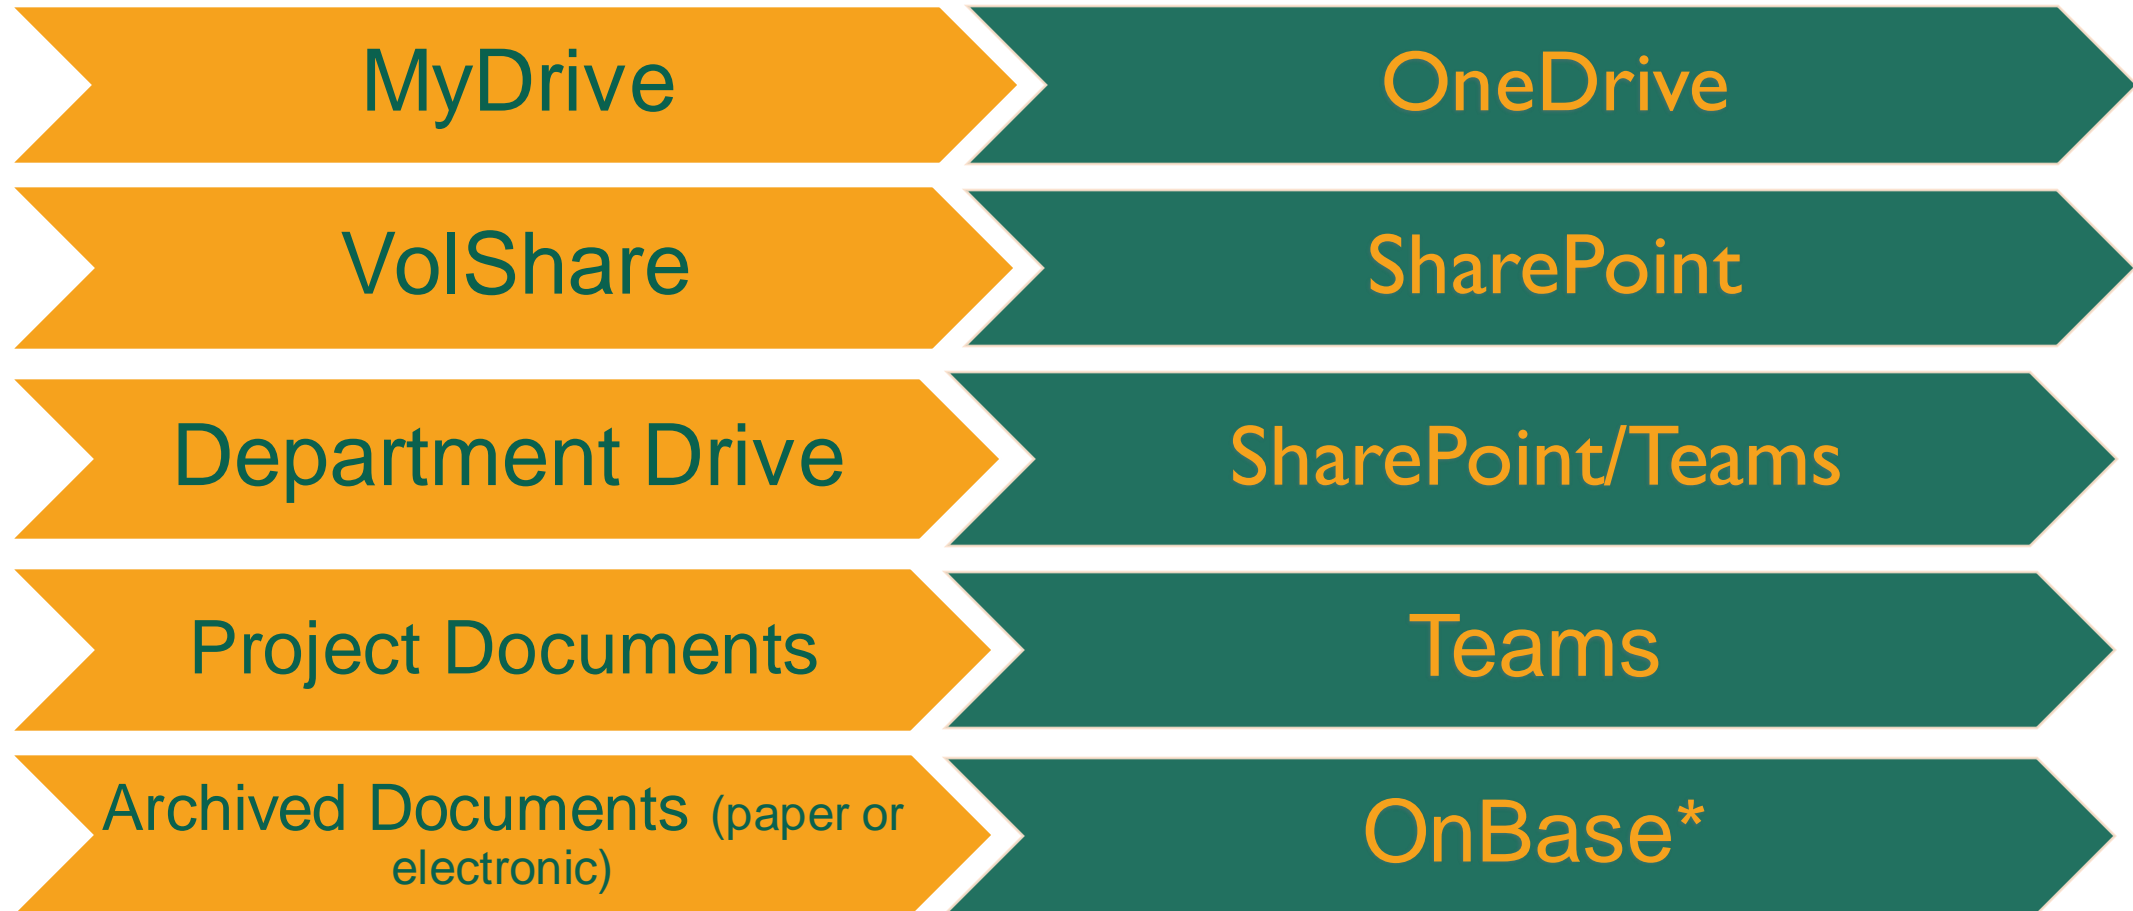 MyDrive
OneDrive
VolShare
SharePoint
Department Drive
SharePoint/Teams
Project Documents
Teams
Archived Documents (paper or
electronic)
OnBase*